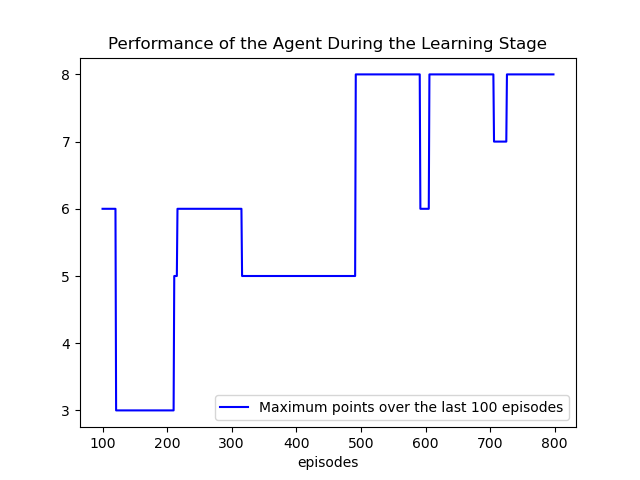 Performance of the Agent During the Learning Stage
8
7
6
5
4
3
Maximum points over the last 100 episodes
100 200 300 400 500 600 700 800
episodes